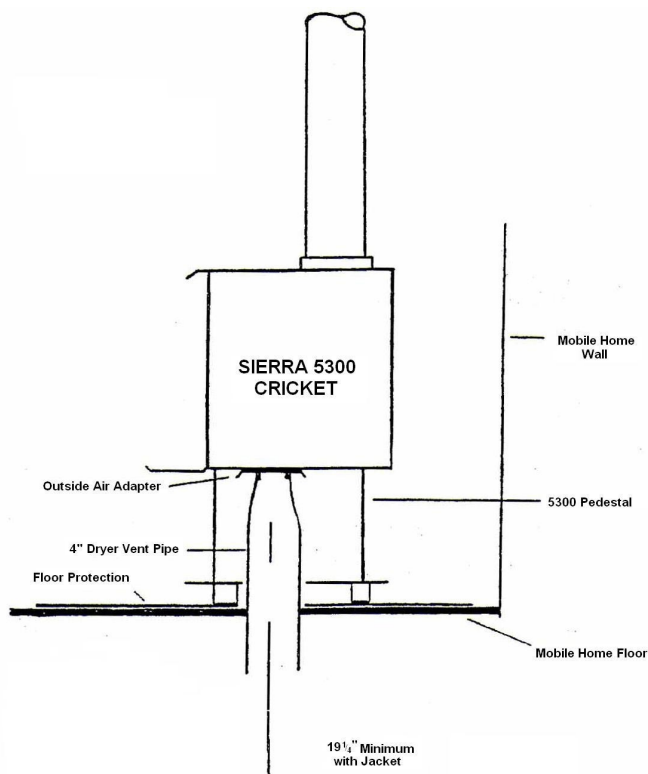 SIERRA 5300
CRICKET
Mobile Home
Wall
Outside Air Adapter
5300 Pedestal
4" Dryer Vent Pipe
Floor Protection
Mobile Home Floor
19¼" Minimum
with Jacket